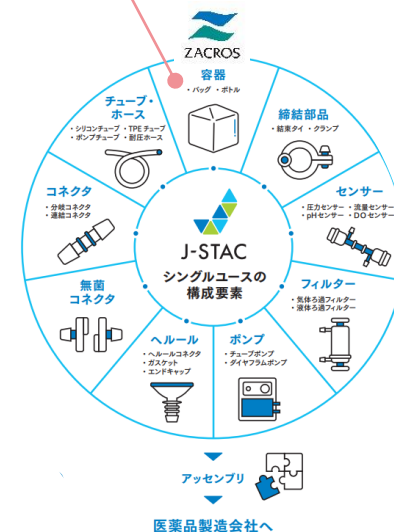 ZACROS
容器
・バッグ ・ボトル
締結部品
・結束タイ ・クランプ
センサー
・圧力センサー ・流量センサー
・pHセンサー ・DOセンサー
フィルター
・気体ろ過フィルター
・液体ろ過フィルター
ポンプ
・チューブポンプ
・ダイヤフラムポンプ
ヘルール
・ヘルールコネクタ
・ガスケット
・エンドキャップ
無菌
コネクタ
コネクタ
・分岐コネクタ
・連結コネクタ
チューブ・
ホース
・シリコンチューブ ・TPEチューブ
・ポンプチューブ ・耐圧ホース
J-STAC
シングルユースの
構成要素
アッセンブリ
医薬品製造会社へ